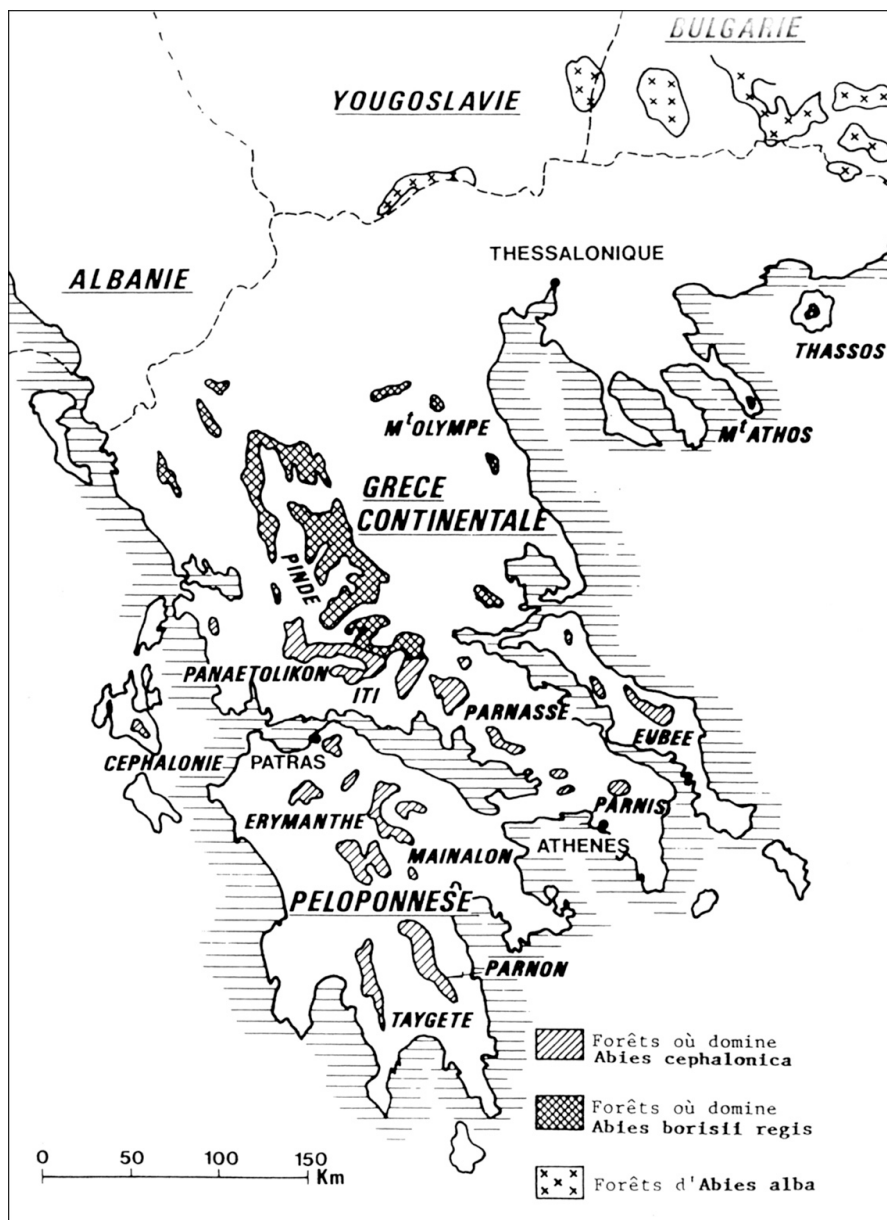 BULGARIE
YOUGOSLAVIE
THESSALONIQUE
ALBANIE
THASSOS
Mt OLYMPE
Mt ATHOS
GRECE
CONTINENTALE
PINDE
PANAETOLIKON
ITI
PARNASSE
EUBEE
CEPHALONIE
PATRAS
PARNIS
ERYMANTHE
ATHENES
MAINALON
PELOPONNESE
PARNON
TAYGETE
Forêts où domine
Abies cephalonica
Forêts où domine
Abies borisii regis
Forêts d'Abies alba
0 50 100 150
Km